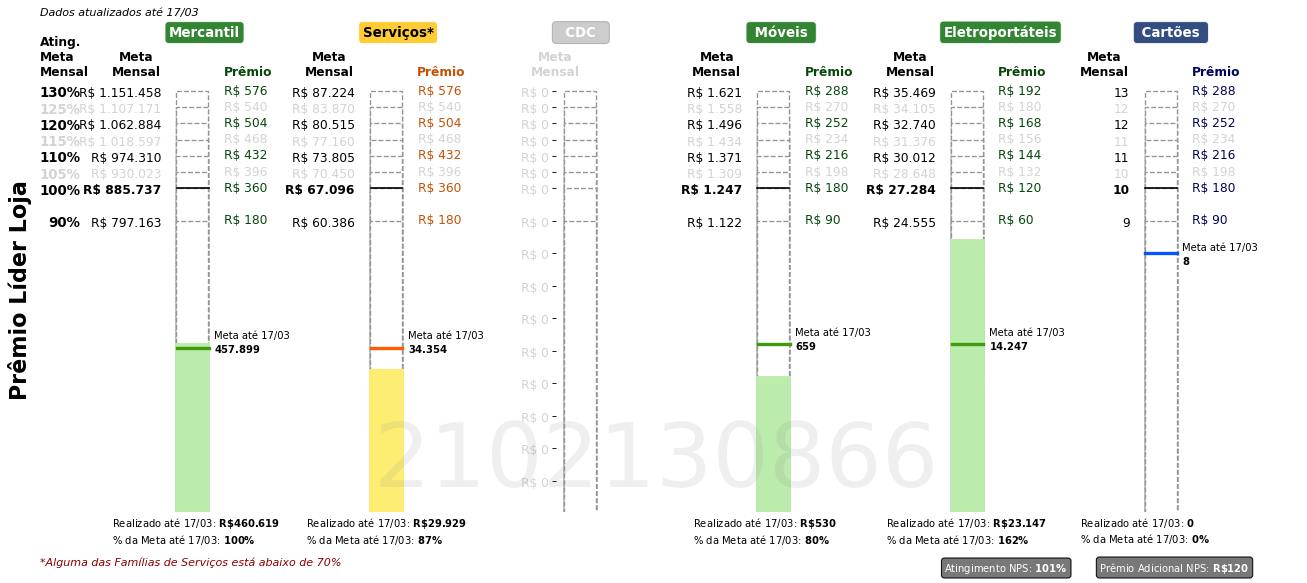 Dados atualizados até 17/03
Mercantil Serviços* CDC Móveis Eletroportáteis Cartões
Ating. Meta Mensal
Meta Mensal Prêmio Meta Mensal Prêmio Meta Mensal Meta Mensal Prêmio Meta Mensal Prêmio Meta Mensal Prêmio
130% R$ 1.151.458 R$ 576 R$ 87.224 R$ 576 R$ 0 R$ 1.621 R$ 288 R$ 35.469 R$ 192 13 R$ 288
125% R$ 1.107.171 R$ 540 R$ 83.870 R$ 540 R$ 0 R$ 1.558 R$ 270 R$ 34.105 R$ 180 12 R$ 270
120% R$ 1.062.884 R$ 504 R$ 80.515 R$ 504 R$ 0 R$ 1.496 R$ 252 R$ 32.740 R$ 168 12 R$ 252
115% R$ 1.018.597 R$ 468 R$ 77.160 R$ 468 R$ 0 R$ 1.434 R$ 234 R$ 31.376 R$ 156 11 R$ 234
110% R$ 974.310 R$ 432 R$ 73.805 R$ 432 R$ 0 R$ 1.371 R$ 216 R$ 30.012 R$ 144 11 R$ 216
105% R$ 930.023 R$ 396 R$ 70.450 R$ 396 R$ 0 R$ 1.309 R$ 198 R$ 28.648 R$ 132 10 R$ 198
100% R$ 885.737 R$ 360 R$ 67.096 R$ 360 R$ 0 R$ 1.247 R$ 180 R$ 27.284 R$ 120 10 R$ 180
90% R$ 797.163 R$ 180 R$ 60.386 R$ 180 R$ 0 R$ 1.122 R$ 90 R$ 24.555 R$ 60 9 R$ 90
Prêmio Líder Loja
R$ 0
R$ 0
R$ 0
R$ 0
R$ 0
R$ 0
R$ 0
R$ 0
Meta até 17/03
457.899
Meta até 17/03
34.354
Meta até 17/03
659
Meta até 17/03
14.247
Meta até 17/03
8
2102130866
Realizado até 17/03: R$460.619 Realizado até 17/03: R$29.929 Realizado até 17/03: R$530 Realizado até 17/03: R$23.147 Realizado até 17/03: 0
% da Meta até 17/03: 100% % da Meta até 17/03: 87% % da Meta até 17/03: 80% % da Meta até 17/03: 162% % da Meta até 17/03: 0%
*Alguma das Famílias de Serviços está abaixo de 70%
Atingimento NPS: 101% Prêmio Adicional NPS: R$120